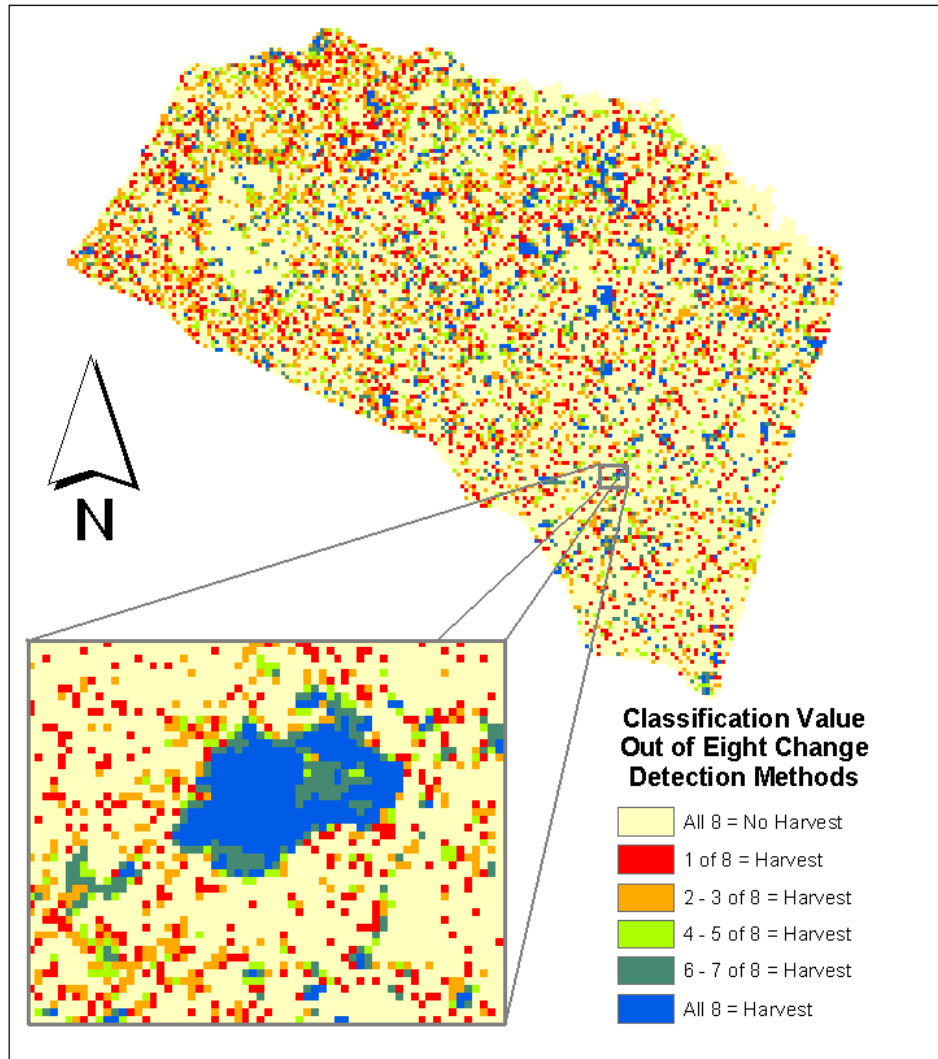 N
Classification Value
Out of Eight Change
Detection Methods
All 8 = No Harvest
1 of 8 = Harvest
2 - 3 of 8 = Harvest
4 - 5 of 8 = Harvest
6 - 7 of 8 = Harvest
All 8 = Harvest